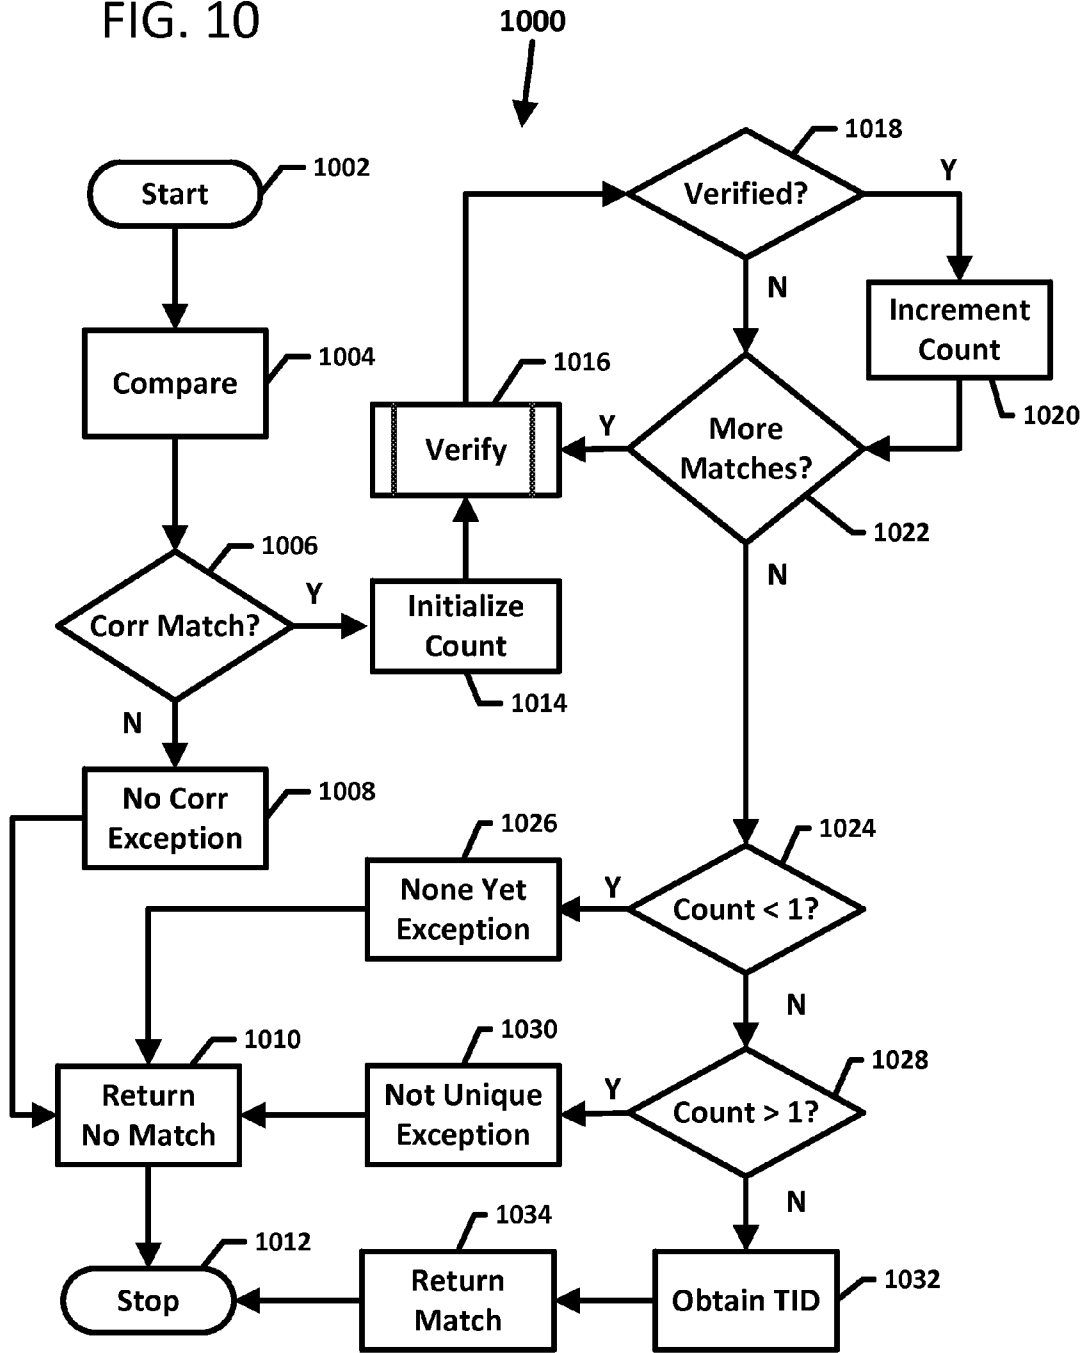 FIG. 10
1000
1018
1002
Start
Verified?
Y
N
Increment
Count
1020
1004
Compare
1016
Verify
Y
More
Matches?
1022
N
1006
Corr Match?
Y
Initialize
Count
1014
N
No Corr
Exception
1008
1026
None Yet
Exception
Y
1024
Count < 1?
N
1010
Return
No Match
1030
Not Unique
Exception
Y
1028
Count > 1?
N
1012
Stop
1034
Return
Match
Obtain TID
1032